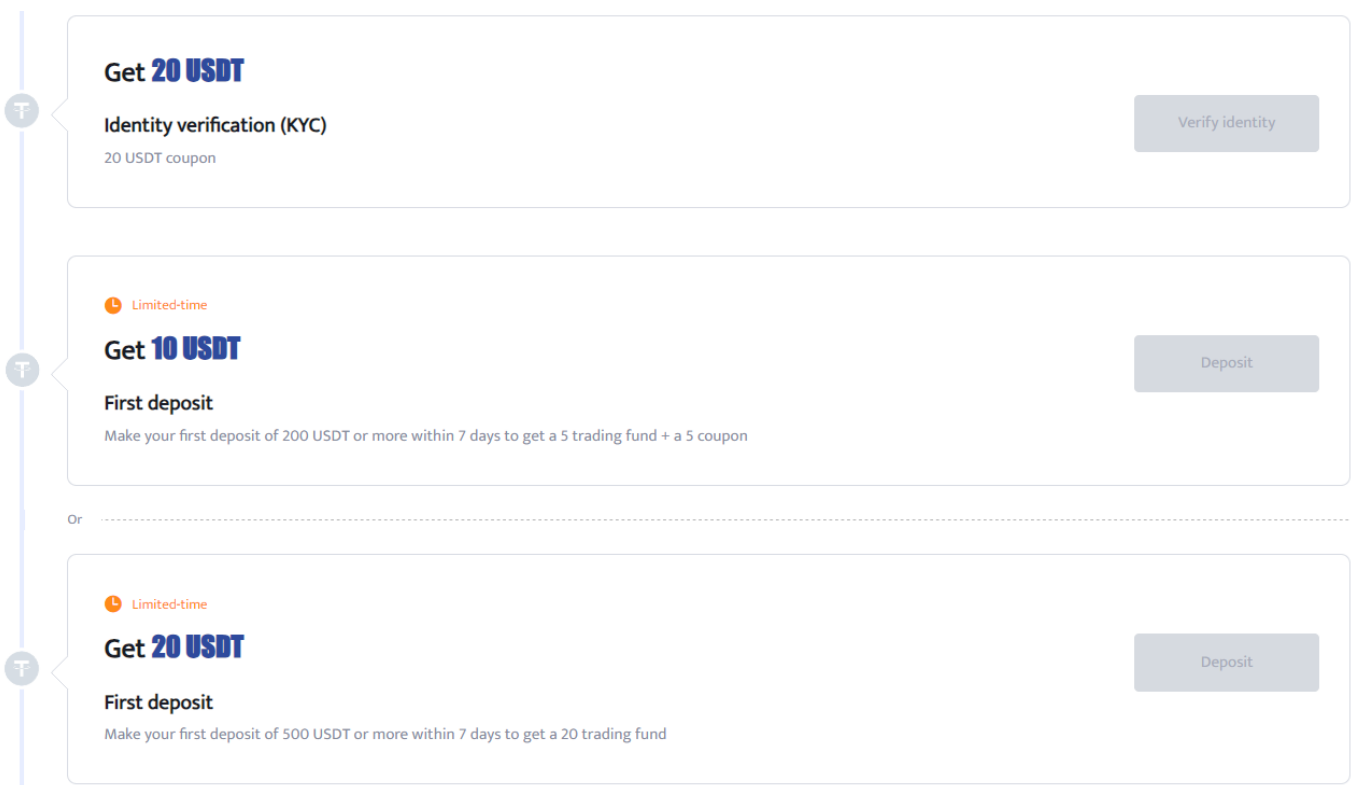 Get 20 USDT
Identity verification (KYC)
20 USDT coupon
Verify identity
Limited-time
Get 10 USDT
First deposit
Make your first deposit of 200 USDT or more within 7 days to get a 5 trading fund + a 5 coupon
Deposit
Or
Limited-time
Get 20 USDT
First deposit
Make your first deposit of 500 USDT or more within 7 days to get a 20 trading fund
Deposit